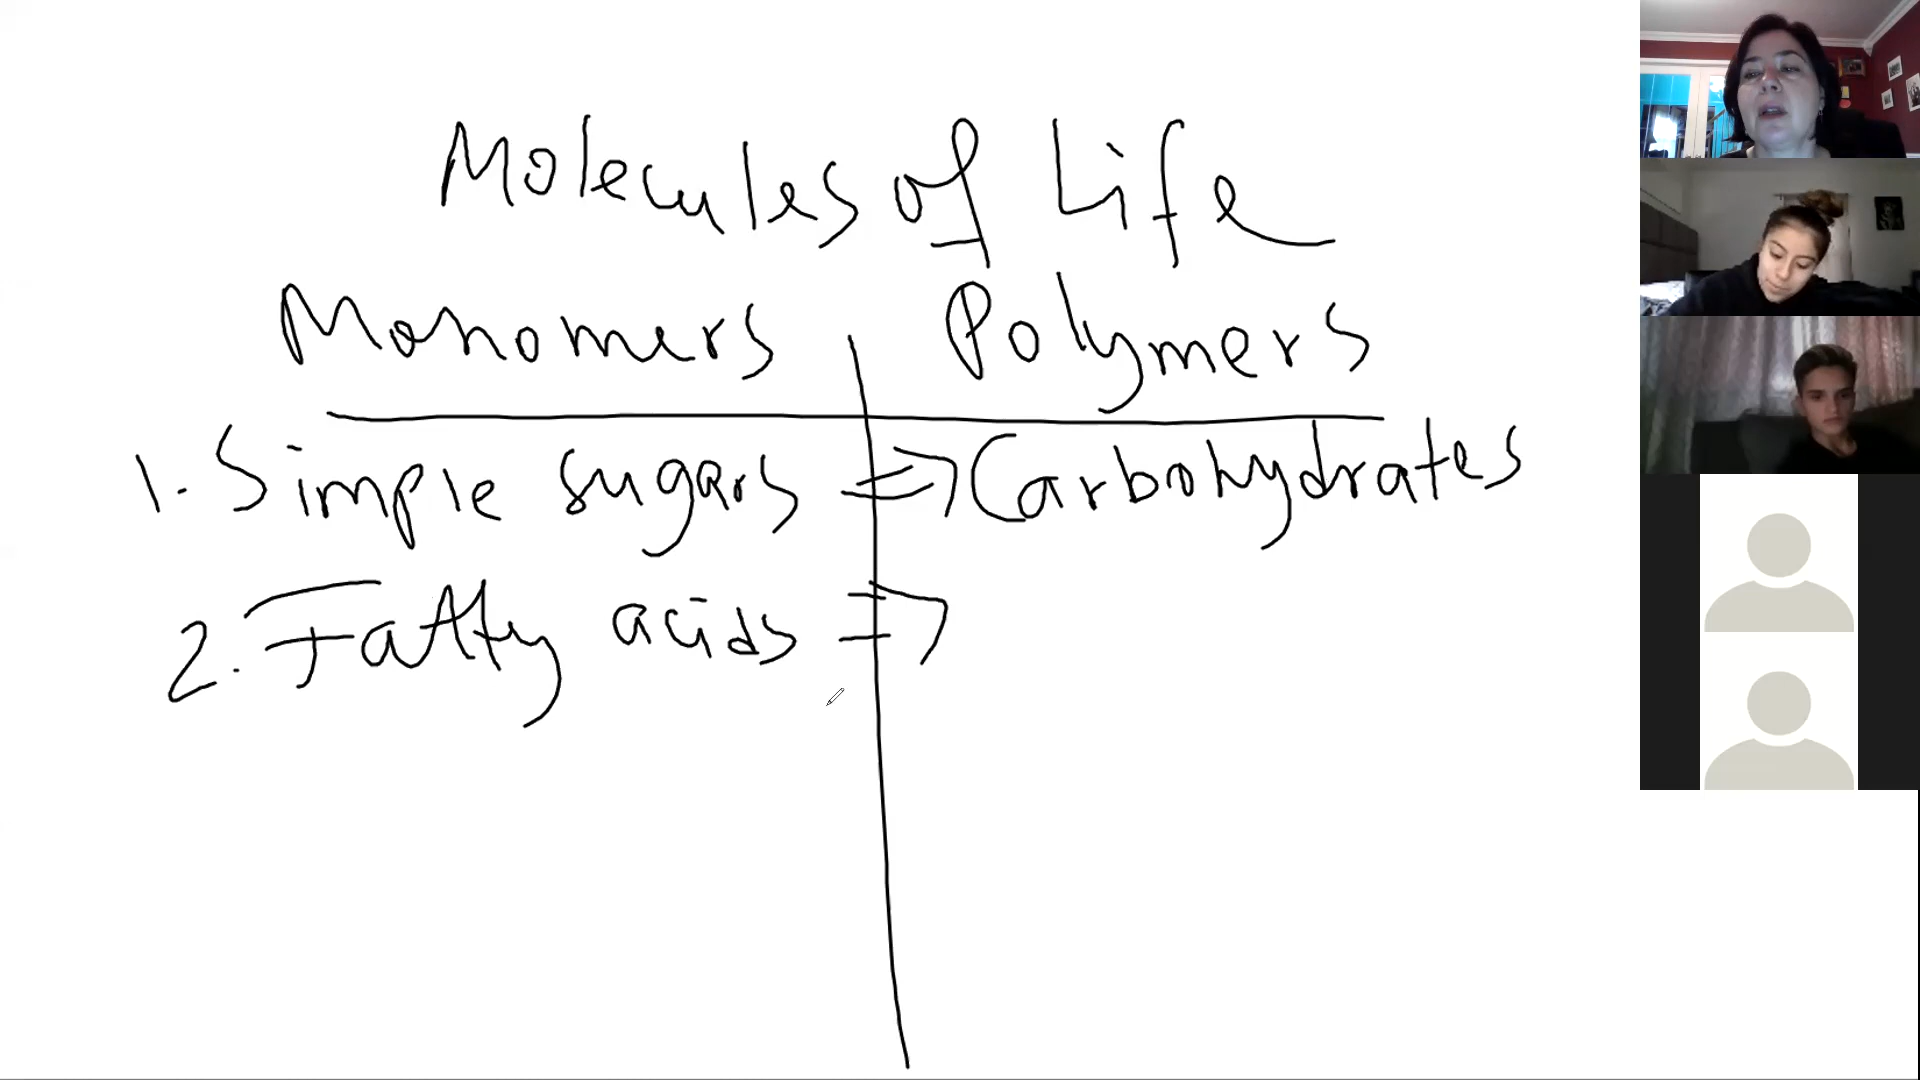 Molecules of Life
Monomers Polymers
1. Simple sugars => Carbohydrates
2. Fatty acids =>